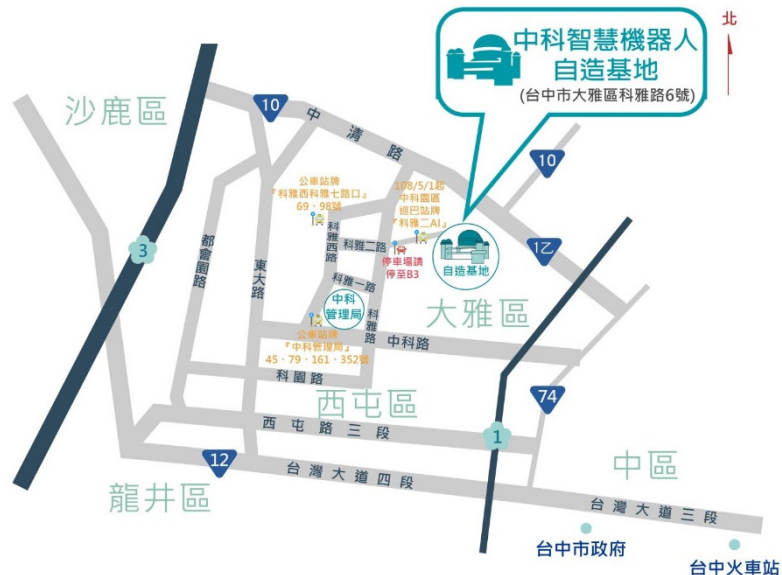 中科智慧機器人
自造基地
(台中市大雅區科雅路6號)
北
沙鹿區
10
中清路
10
公車站牌
『科雅西科雅七路口』
69、98號
108/5/1起
中科園區
巡巴站牌
『科雅二AI』
3
都會園路
東大路
科雅西路
科雅二路
停車場請
停至B3
自造基地
1乙
科雅一路
中科
管理局
科雅路
大雅區
公車站牌
『中科管理局』
45、79、161、352號
中科路
科園路
西屯區
74
西屯路三段
1
12
台灣大道四段
中區
龍井區
台灣大道三段
台中市政府
台中火車站